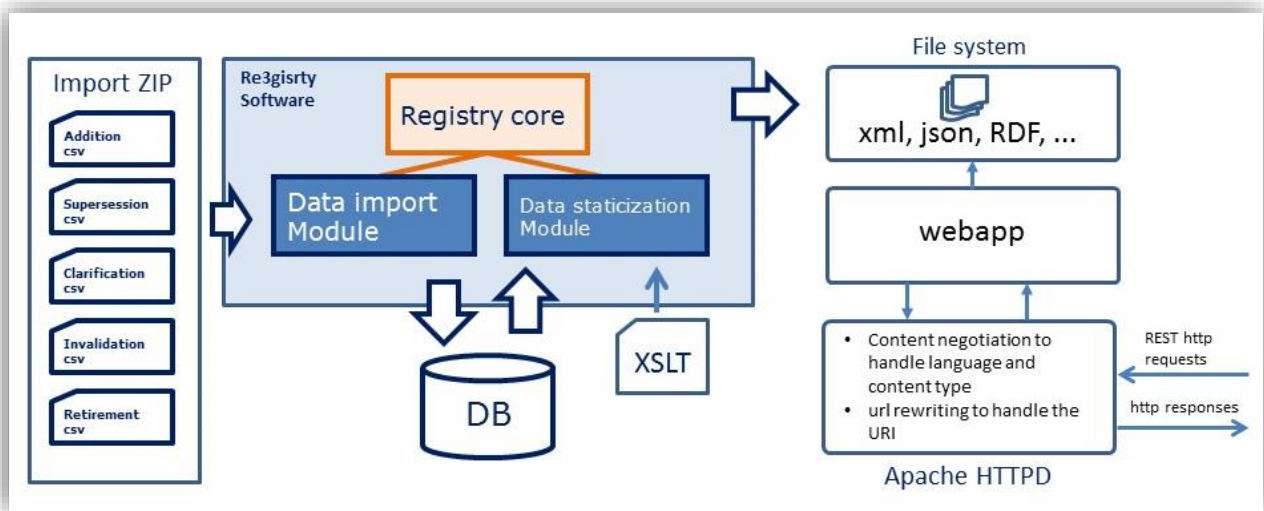 Import ZIP
Addition
csv
Supersession
csv
Clarification
csv
Invalidation
csv
Retirement
csv
Re3gisrty
Software
Registry core
Data import
Module
Data staticization
Module
DB
XSLT
File system
xml, json, RDF, ...
webapp
• Content negotiation to
handle language and
content type
• url rewriting to handle the
URI
Apache HTTPD
REST http
requests
http responses